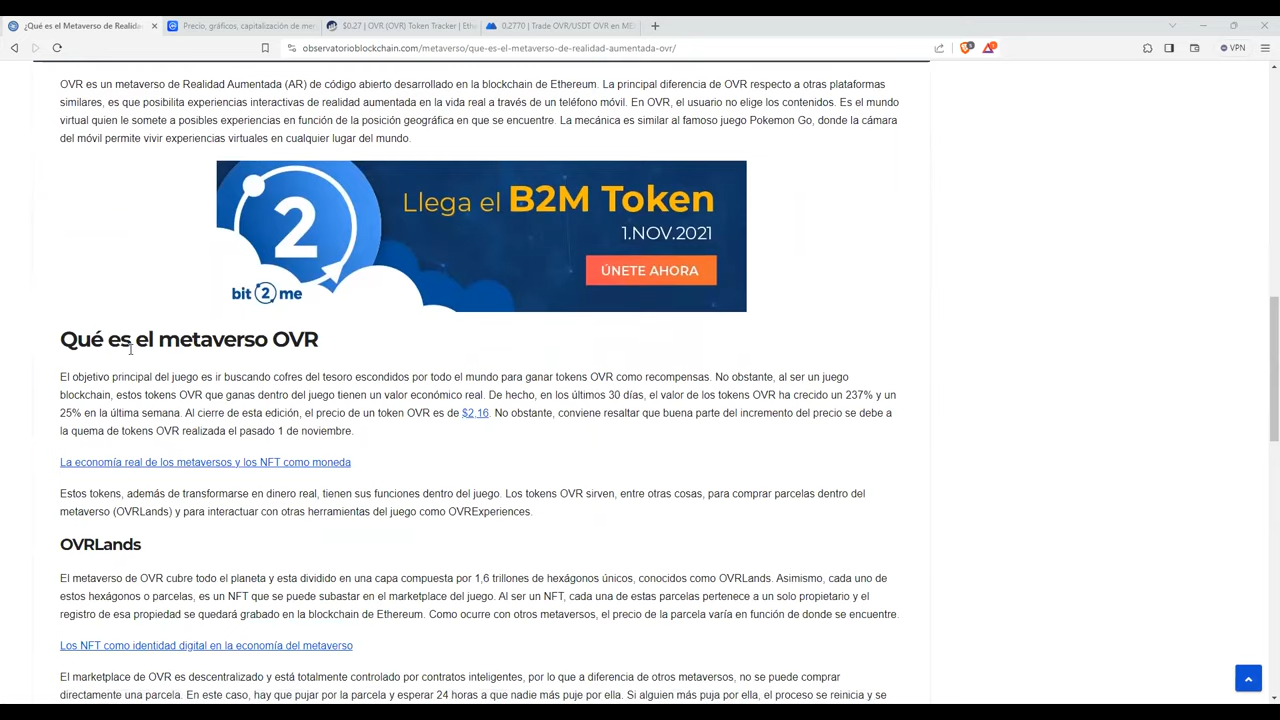 ¿Qué es el Metaverso de Realida
Precio, gráficos, capitalización de me
$0.27 | OVR (OVR) Token Tracker | Eth
0.2770 | Trade OVR/USDT OVR en ME
observatorioblockchain.com/metaverso/que-es-el-metaverso-de-realidad-aumentada-ovr/
VPN
OVR es un metaverso de Realidad Aumentada (AR) de código abierto desarrollado en la blockchain de Ethereum. La principal diferencia de OVR respecto a otras plataformas
similares, es que posibilita experiencias interactivas de realidad aumentada en la vida real a través de un teléfono móvil. En OVR, el usuario no elige los contenidos. Es el mundo
virtual quien le somete a posibles experiencias en función de la posición geográfica en que se encuentre. La mecánica es similar al famoso juego Pokemon Go, donde la cámara
del móvil permite vivir experiencias virtuales en cualquier lugar del mundo.
2
Llega el B2M Token
1.NOV.2021
ÚNETE AHORA
bit 2 me
Qué es el metaverso OVR
El objetivo principal del juego es ir buscando cofres del tesoro escondidos por todo el mundo para ganar tokens OVR como recompensas. No obstante, al ser un juego
blockchain, estos tokens OVR que ganas dentro del juego tienen un valor económico real. De hecho, en los últimos 30 días, el valor de los tokens OVR ha crecido un 237% y un
25% en la última semana. Al cierre de esta edición, el precio de un token OVR es de $2,16. No obstante, conviene resaltar que buena parte del incremento del precio se debe a
la quema de tokens OVR realizada el pasado 1 de noviembre.
La economía real de los metaversos y los NFT como moneda
Estos tokens, además de transformarse en dinero real, tienen sus funciones dentro del juego. Los tokens OVR sirven, entre otras cosas, para comprar parcelas dentro del
metaverso (OVRLands) y para interactuar con otras herramientas del juego como OVRExperiences.
OVRLands
El metaverso de OVR cubre todo el planeta y esta dividido en una capa compuesta por 1,6 trillones de hexágonos únicos, conocidos como OVRLands. Asimismo, cada uno de
estos hexágonos o parcelas, es un NFT que se puede subastar en el marketplace del juego. Al ser un NFT, cada una de estas parcelas pertenece a un solo propietario y el
registro de esa propiedad se quedará grabado en la blockchain de Ethereum. Como ocurre con otros metaversos, el precio de la parcela varía en función de donde se encuentre.
Los NFT como identidad digital en la economía del metaverso
El marketplace de OVR es descentralizado y está totalmente controlado por contratos inteligentes, por lo que a diferencia de otros metaversos, no se puede comprar
directamente una parcela. En este caso, hay que pujar por la parcela y esperar 24 horas a que nadie más puje por ella. Si alguien más puja por ella, el proceso se reinicia y se